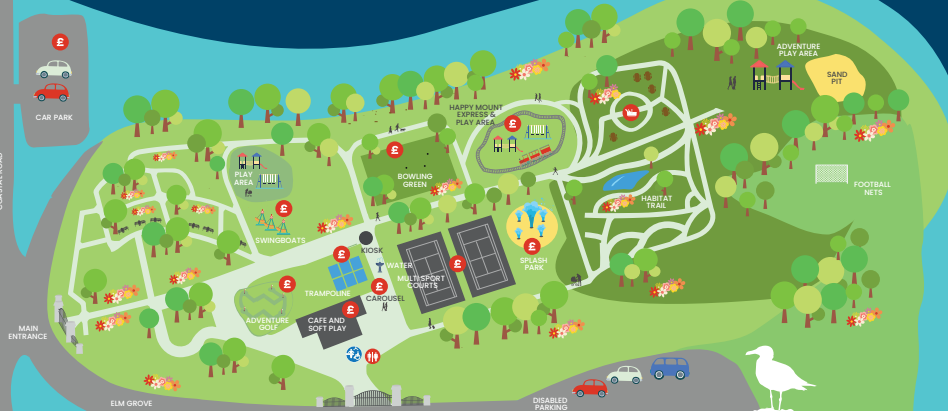 £
CAR PARK
COASTAL ROAD
ADVENTURE
PLAY AREA
SAND
PIT
HAPPY MOUNT
EXPRESS &
PLAY AREA
£
£
PLAY
AREA
BOWLING
GREEN
FOOTBALL
NETS
HABITAT
TRAIL
£
SWINGBOATS
£
SPLASH
PARK
KIOSK
£
WATER
£
MULTI SPORT
COURTS
TRAMPOLINE
£
£
CAROUSEL
£
ADVENTURE
GOLF
CAFE AND
SOFT PLAY
MAIN
ENTRANCE
ELM GROVE
DISABLED
PARKING